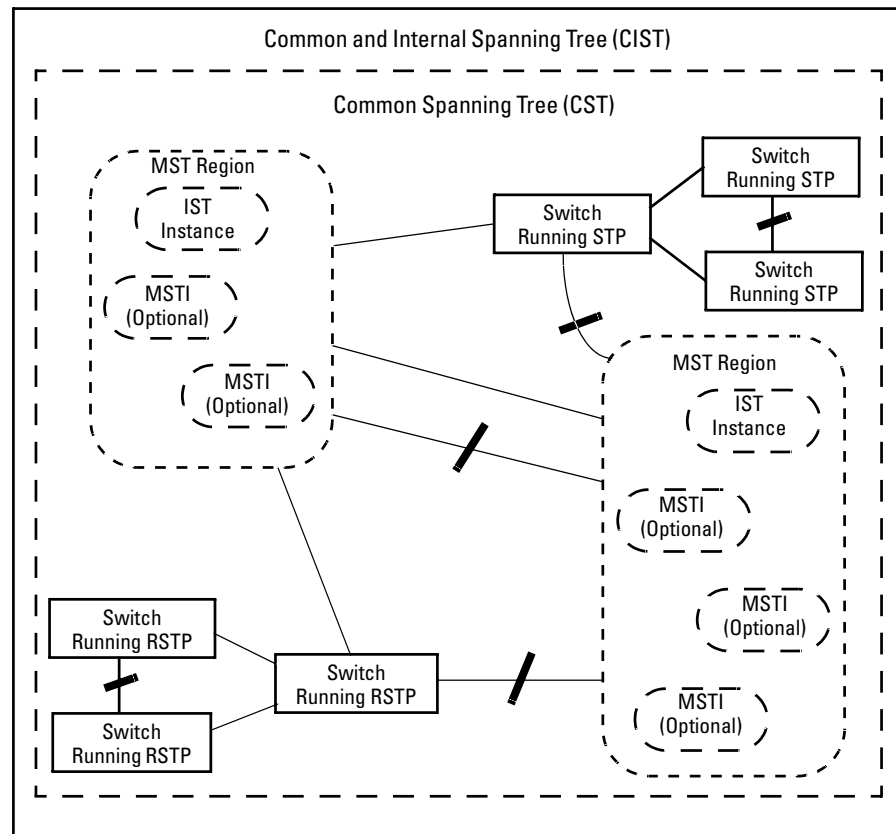 Common and Internal Spanning Tree (CIST)
Common Spanning Tree (CST)
MST Region
IST
Instance
MSTI
(Optional)
MSTI
(Optional)
Switch
Running STP
Switch
Running STP
Switch
Running STP
MST Region
IST
Instance
MSTI
(Optional)
MSTI
(Optional)
MSTI
(Optional)
Switch
Running RSTP
Switch
Running RSTP
Switch
Running RSTP